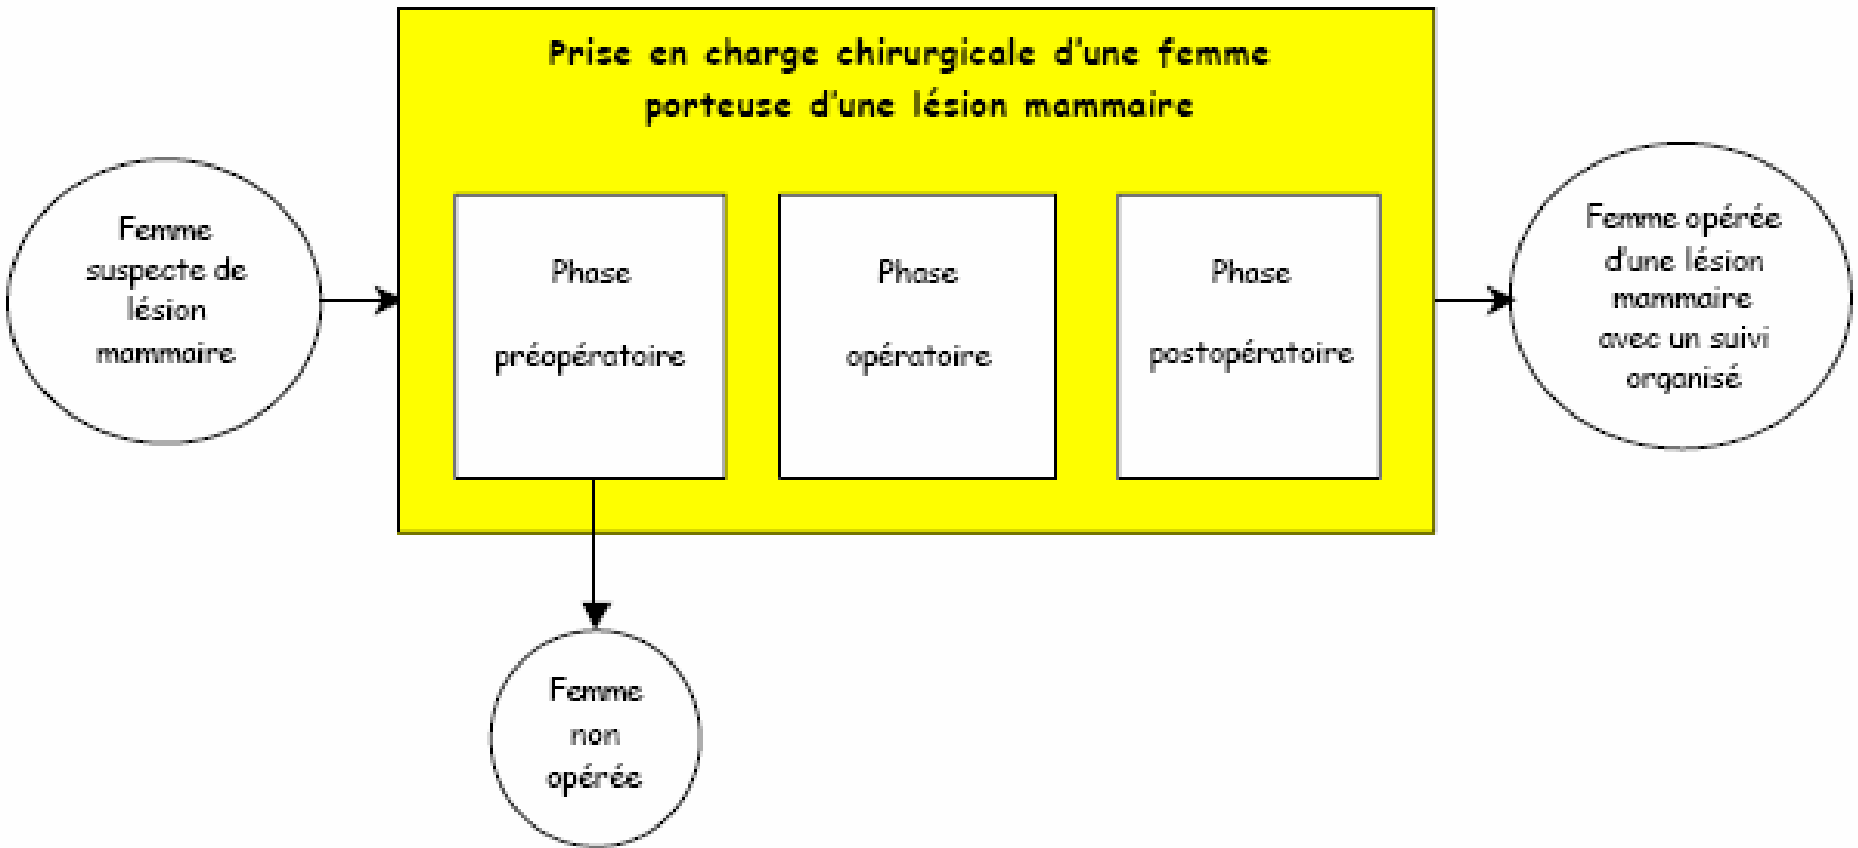 Prise en charge chirurgicale d'une femme
porteuse d'une lésion mammaire
Femme
suspecte de
lésion
mammaire
Phase
préopératoire
Phase
opératoire
Phase
postopératoire
Femme opérée
d'une lésion
mammaire
avec un suivi
organisé
Femme
non
opérée